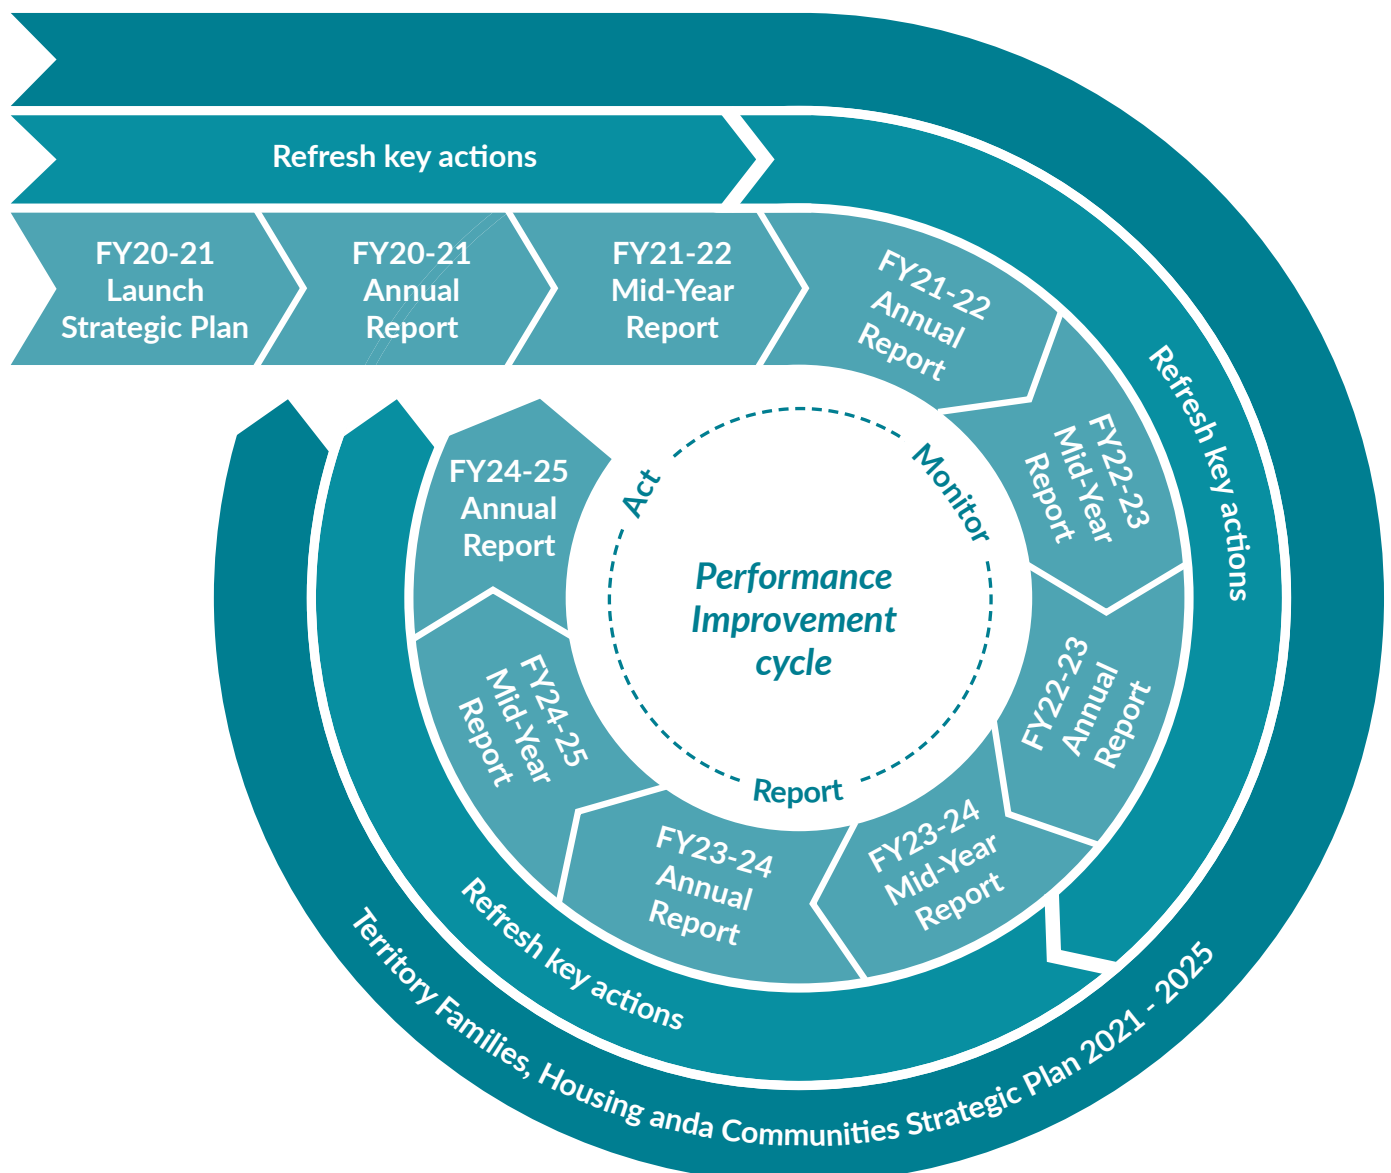 Refresh key actions
FY20-21
Launch
Strategic Plan
FY20-21
Annual
Report
FY21-22
Mid-Year
Report
FY21-22
Annual
Report
FY22-23
Mid-Year
Report
FY22-23
Annual
Report
FY23-24
Mid-Year
Report
FY23-24
Annual
Report
FY24-25
Mid-Year
Report
FY24-25
Annual
Report
Refresh key actions
Refresh key actions
Act
Monitor
Report
Performance
Improvement
cycle
Territory Families, Housing anda Communities Strategic Plan 2021 - 2025